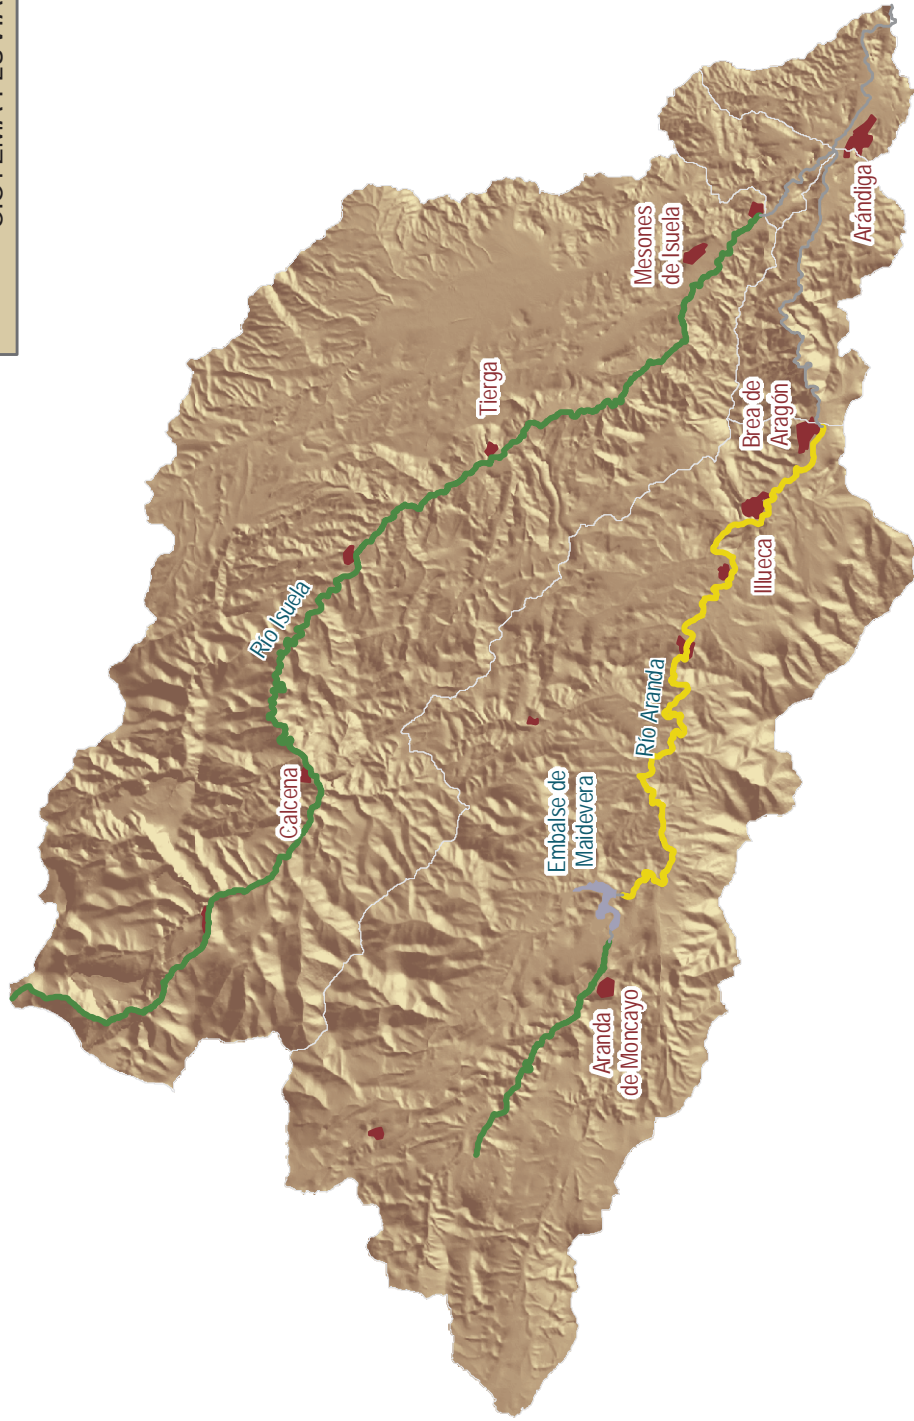 Río Isuela
Calcena
Tierga
Embalse de
Maidevera
Aranda
de Moncayo
Mesones
de Isuela
Río Aranda
Brea de
Aragón
Illueca
Arándiga